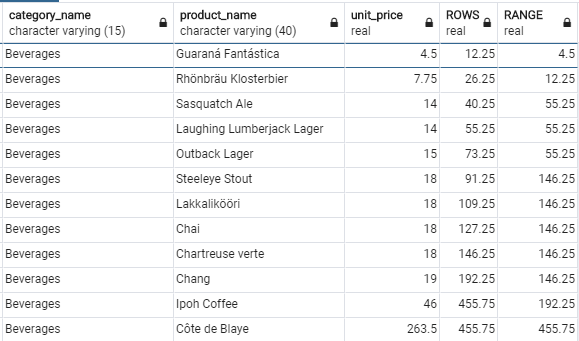 category_name product_name unit_price ROWS RANGE
character varying (15) character varying (40) real real real
Beverages Guaraná Fantástica 4.5 12.25 4.5
Beverages Rhönbräu Klosterbier 7.75 26.25 12.25
Beverages Sasquatch Ale 14 40.25 55.25
Beverages Laughing Lumberjack Lager 14 55.25 55.25
Beverages Outback Lager 15 73.25 55.25
Beverages Steeleye Stout 18 91.25 146.25
Beverages Lakkalikööri 18 109.25 146.25
Beverages Chai 18 127.25 146.25
Beverages Chartreuse verte 18 146.25 146.25
Beverages Chang 19 192.25 146.25
Beverages Ipoh Coffee 46 455.75 192.25
Beverages Côte de Blaye 263.5 455.75 455.75